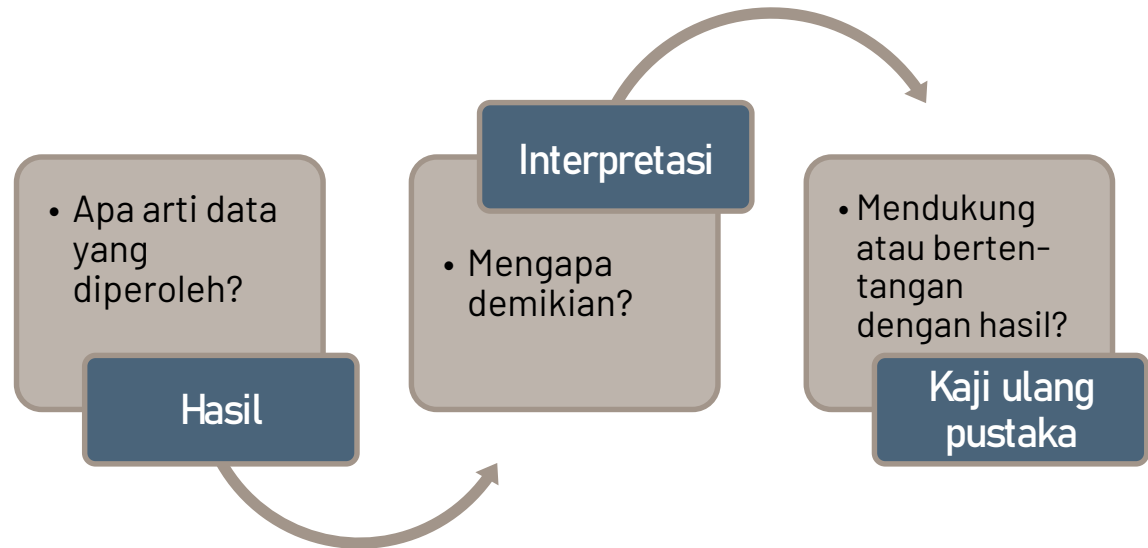 • Apa arti data
yang
diperoleh?
Hasil
Interpretasi
• Mengapa
demikian?
• Mendukung
atau berten-
tangan
dengan hasil?
Kaji ulang
pustaka